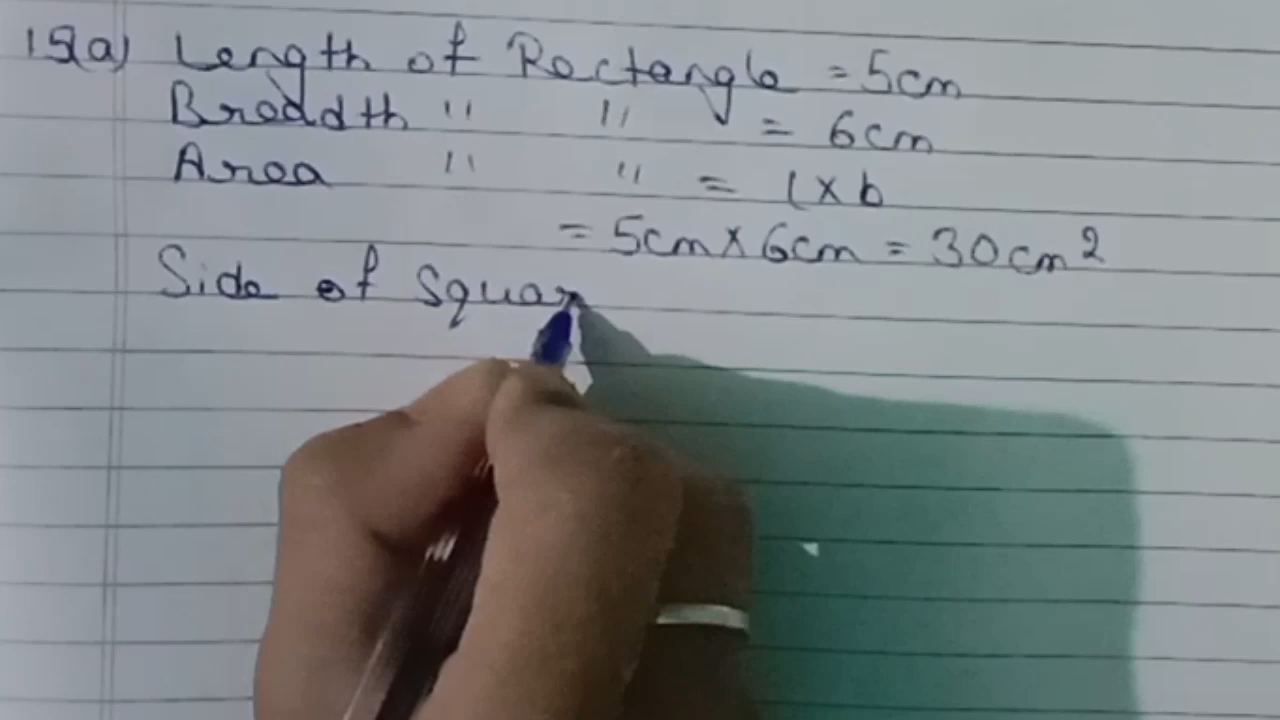 15(a) Length of Rectangle = 5cm
Breadth " " = 6cm
Area " " = l×b
= 5cm × 6cm = 30cm²
Side of Squar